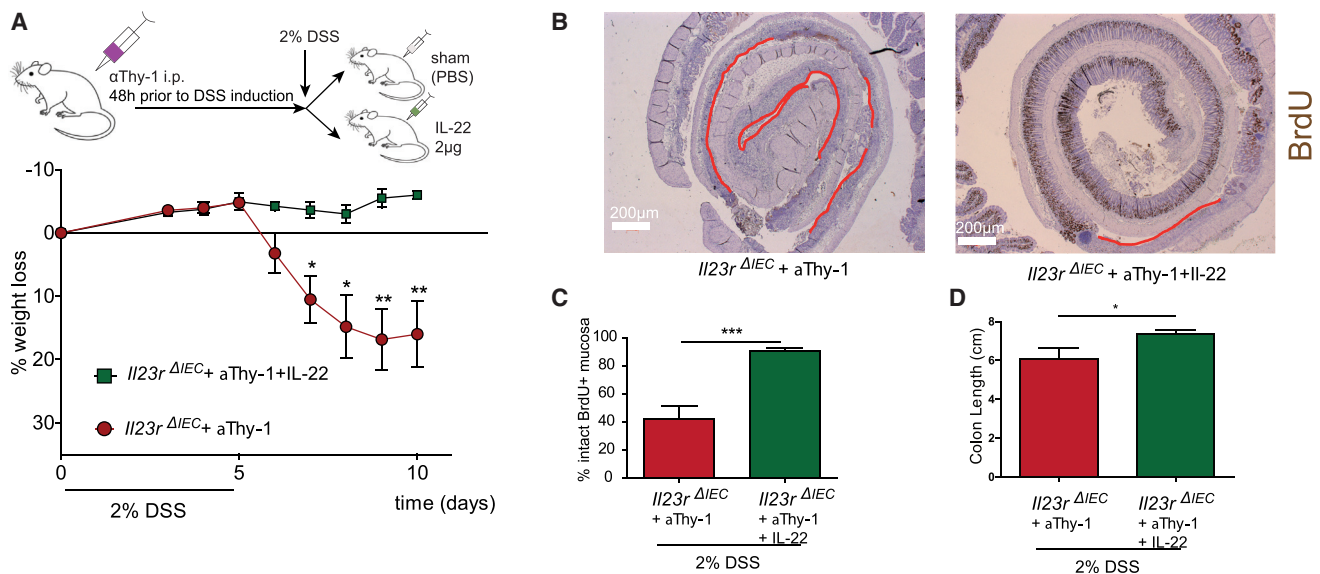 A
αThy-1 i.p.
48h prior to DSS induction
2% DSS
sham
(PBS)
IL-22
2µg
-10
0
10
20
30
% weight loss
Il23r ΔIEC+ aThy-1+IL-22
Il23r ΔIEC+ aThy-1
*
*
**
**
0
5
10
time (days)
2% DSS
B
200µm
Il23r ΔIEC + aThy-1
200µm
Il23r ΔIEC + aThy-1+Il-22
BrdU
C
% intact BrdU+ mucosa
100
80
60
40
20
0
***
Il23r ΔIEC
+ aThy-1
Il23r ΔIEC
+ aThy-1
+ IL-22
2% DSS
D
Colon Length (cm)
8
6
4
2
0
*
Il23r ΔIEC
+ aThy-1
Il23r ΔIEC
+ aThy-1
+ IL-22
2% DSS